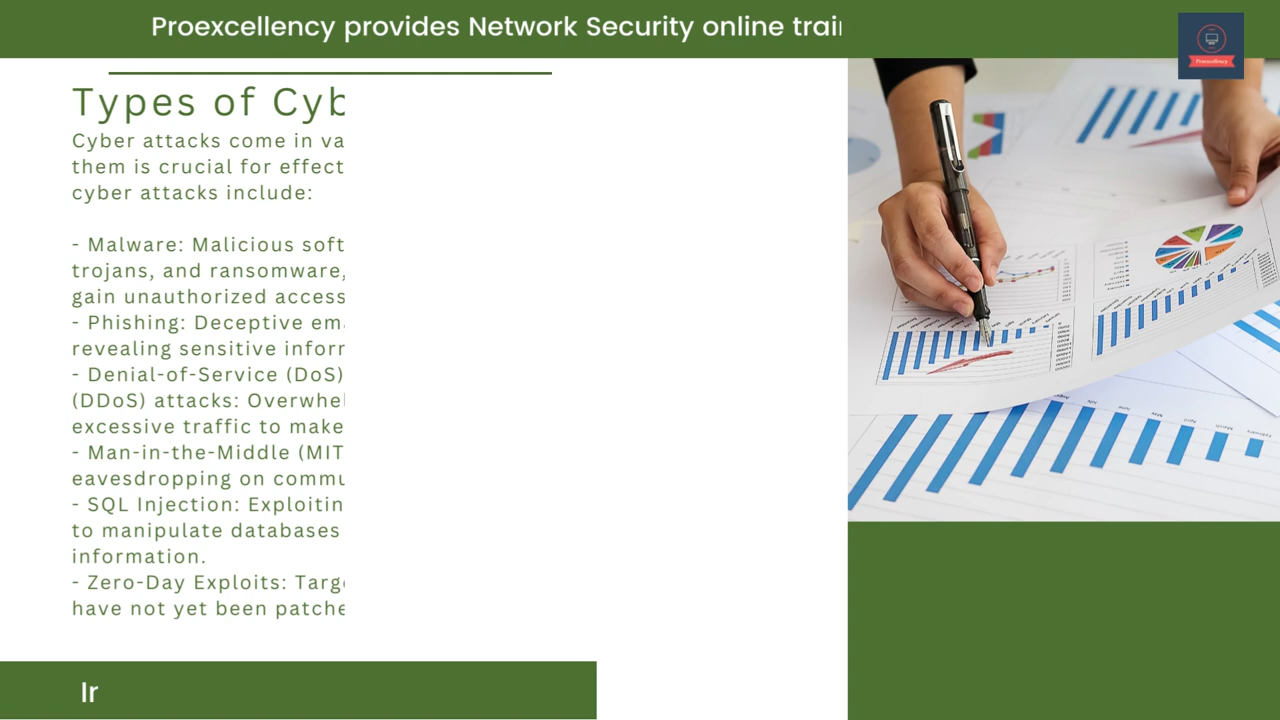 Proexcellency provides Network Security online trai
Proexcellency
Types of Cyb
Cyber attacks come in va
them is crucial for effect
cyber attacks include:
- Malware: Malicious soft
trojans, and ransomware,
gain unauthorized access
- Phishing: Deceptive em
revealing sensitive infor
- Denial-of-Service (DoS)
(DDoS) attacks: Overwhel
excessive traffic to make
- Man-in-the-Middle (MIT
eavesdropping on commu
- SQL Injection: Exploitin
to manipulate databases
information.
- Zero-Day Exploits: Targ
have not yet been patche
Ir